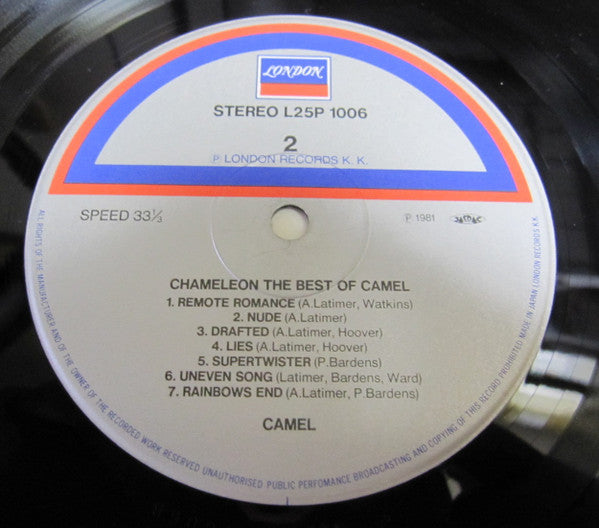 LONDON
STEREO L25P 1006
2
P. LONDON RECORDS K. K.
SPEED 33⅓
P 1981
CHAMELEON THE BEST OF CAMEL
1. REMOTE ROMANCE (A.Latimer, Watkins)
2. NUDE (A.Latimer)
3. DRAFTED (A.Latimer, Hoover)
4. LIES (A.Latimer, Hoover)
5. SUPERTWISTER (P.Bardens)
6. UNEVEN SONG (Latimer, Bardens, Ward)
7. RAINBOWS END (A.Latimer, P.Bardens)
CAMEL
ALL RIGHTS OF THE MANUFACTURER AND OF THE OWNER OF THE RECORDED WORK RESERVED UNAUTHORISED PUBLIC PERFOMANCE BROADCASTING AND COPYING OF THIS RECORD PROHIBITED MADE IN JAPAN LONDON RECORDS K.K.